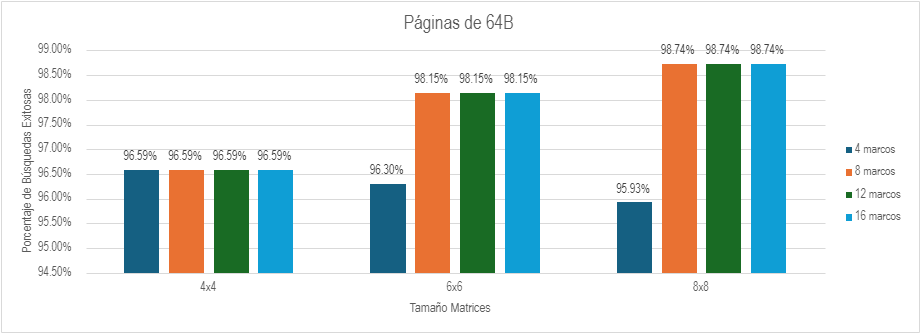 Páginas de 64B
Porcentaje de Búsquedas Exitosas
99.00%
98.50%
98.00%
97.50%
97.00%
96.50%
96.00%
95.50%
95.00%
94.50%
96.59% 96.59% 96.59% 96.59%
96.30% 98.15% 98.15% 98.15%
95.93% 98.74% 98.74% 98.74%
4x4 6x6 8x8
Tamaño Matrices
4 marcos
8 marcos
12 marcos
16 marcos